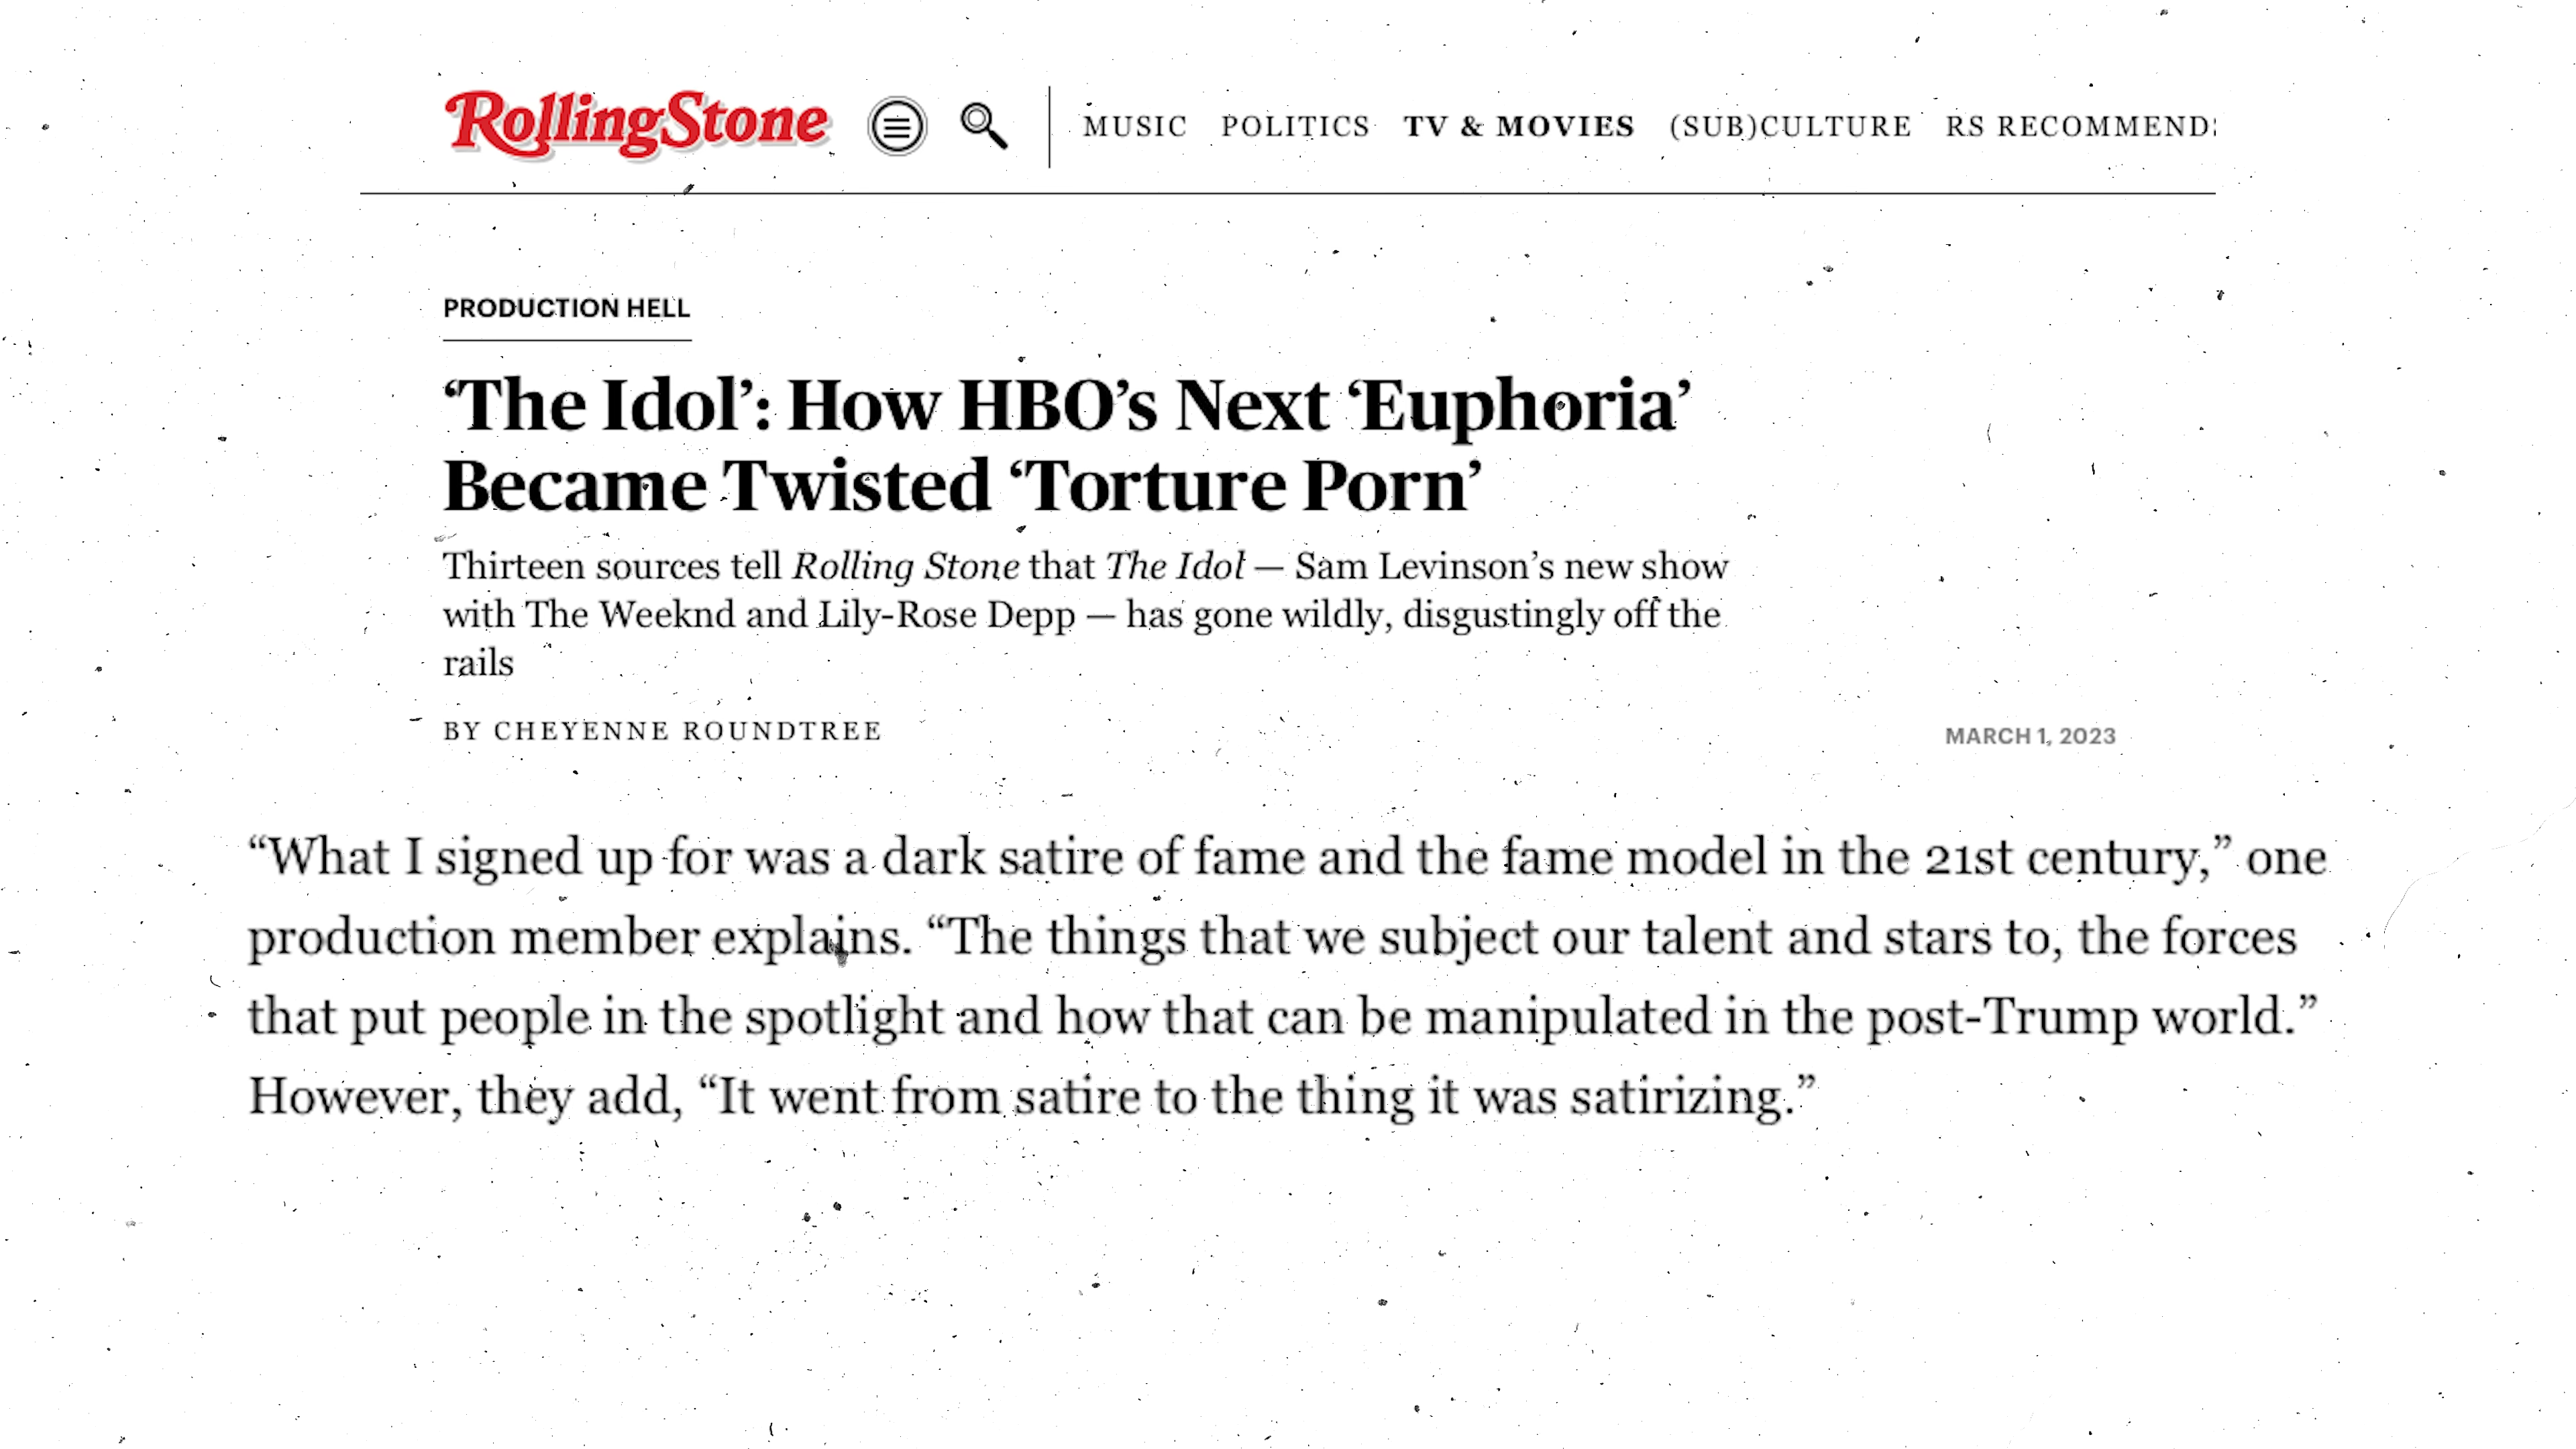 RollingStone MUSIC POLITICS TV & MOVIES (SUB)CULTURE RS RECOMMENDS
PRODUCTION HELL
‘The Idol’: How HBO’s Next ‘Euphoria’
Became Twisted ‘Torture Porn’
Thirteen sources tell Rolling Stone that The Idol — Sam Levinson’s new show
with The Weeknd and Lily-Rose Depp — has gone wildly, disgustingly off the
rails
BY CHEYENNE ROUNDTREE
MARCH 1, 2023
“What I signed up for was a dark satire of fame and the fame model in the 21st century,” one
production member explains. “The things that we subject our talent and stars to, the forces
that put people in the spotlight and how that can be manipulated in the post-Trump world.”
However, they add, “It went from satire to the thing it was satirizing.”